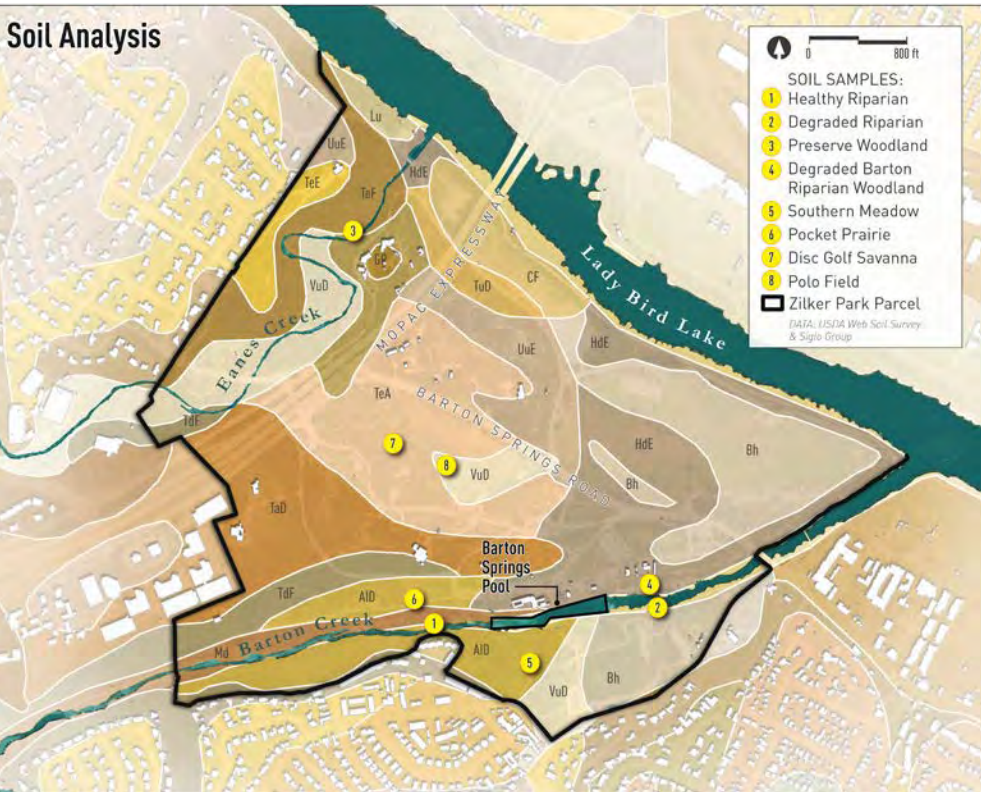 Soil Analysis
0 800 ft
SOIL SAMPLES:
1 Healthy Riparian
2 Degraded Riparian
3 Preserve Woodland
4 Degraded Barton
Riparian Woodland
5 Southern Meadow
6 Pocket Prairie
7 Disc Golf Savanna
8 Polo Field
Zilker Park Parcel
DATA: USDA Web Soil Survey
& Siglo Group
Lu
UuE
HdE
TeE
TeF
3
GP
VuD
CF
TuD
Lady Bird Lake
MOPAC EXPRESSWAY
Eanes Creek
UuE
HdE
TeA
BARTON SPRINGS ROAD
TdF
7
HdE
Bh
8
VuD
Bh
TaD
Barton
Springs
Pool
4
TdF
AlD
6
2
Barton Creek
1
Md
AlD
5
Bh
VuD